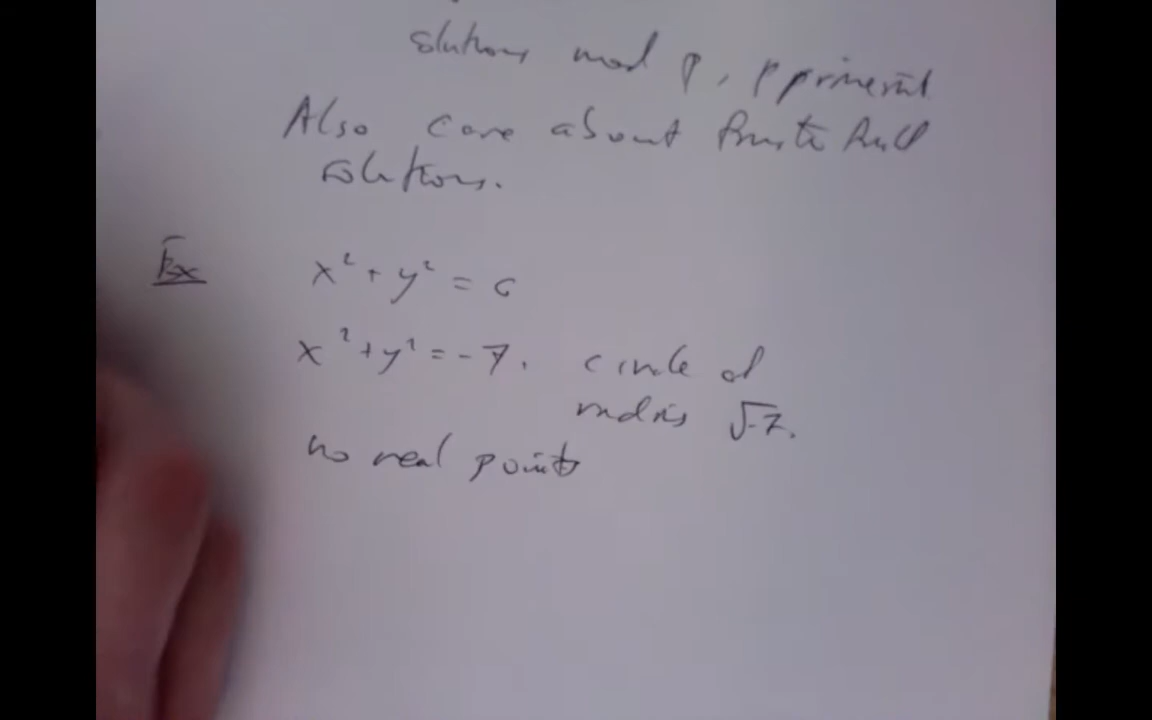 solutions mod p, p prime
Also care about finite field
solutions.
Ex x² + y² = 6
x² + y² = -7. circle of
radius √-7.
no real points